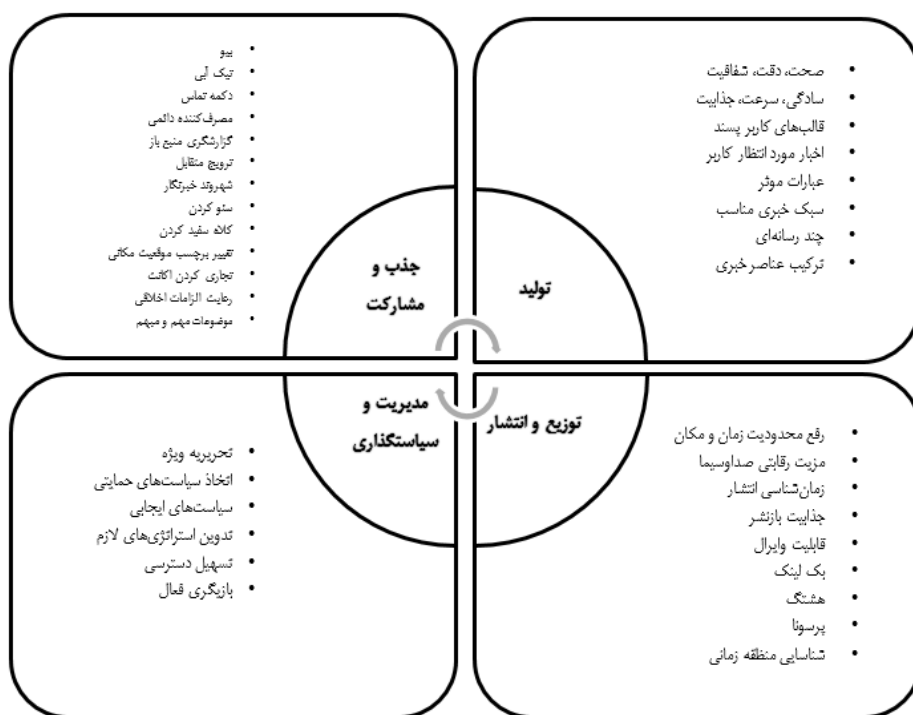 صحت، دقت، شفاقیت
سادگی، سرعت، جذابیت
قالب‌های کاربر پسند
اخبار مورد انتظار کاربر
عبارات موثر
سبک خبری مناسب
چند رسانه‌ای
ترکیب عناصر خبری
تولید
بیو
تیک آبی
دکمه تماس
مصرف‌کننده دائمی
گزارشگری منبع باز
ترویج متقابل
شهروند خبرنگار
سئو کردن
کلاه سفید کردن
تغییر برچسب موقعیت مکانی
تجاری کردن اکانت
رعایت الزامات اخلاقی
موضوعات مهم و مبهم
جذب و
مشارکت
توزیع و انتشار
رفع محدودیت زمان و مکان
مزیت رقابتی صداوسیما
زمان‌شناسی انتشار
جذابیت بازنشر
قابلیت وایرال
بک لینک
هشتگ
پرسونا
شناسایی منطقه زمانی
مدیریت و
سیاستگذاری
تحریریه ویژه
اتخاذ سیاست‌های حمایتی
سیاست‌های ایجابی
تدوین استراتژی‌های لازم
تسهیل دسترسی
بازیگری فعال